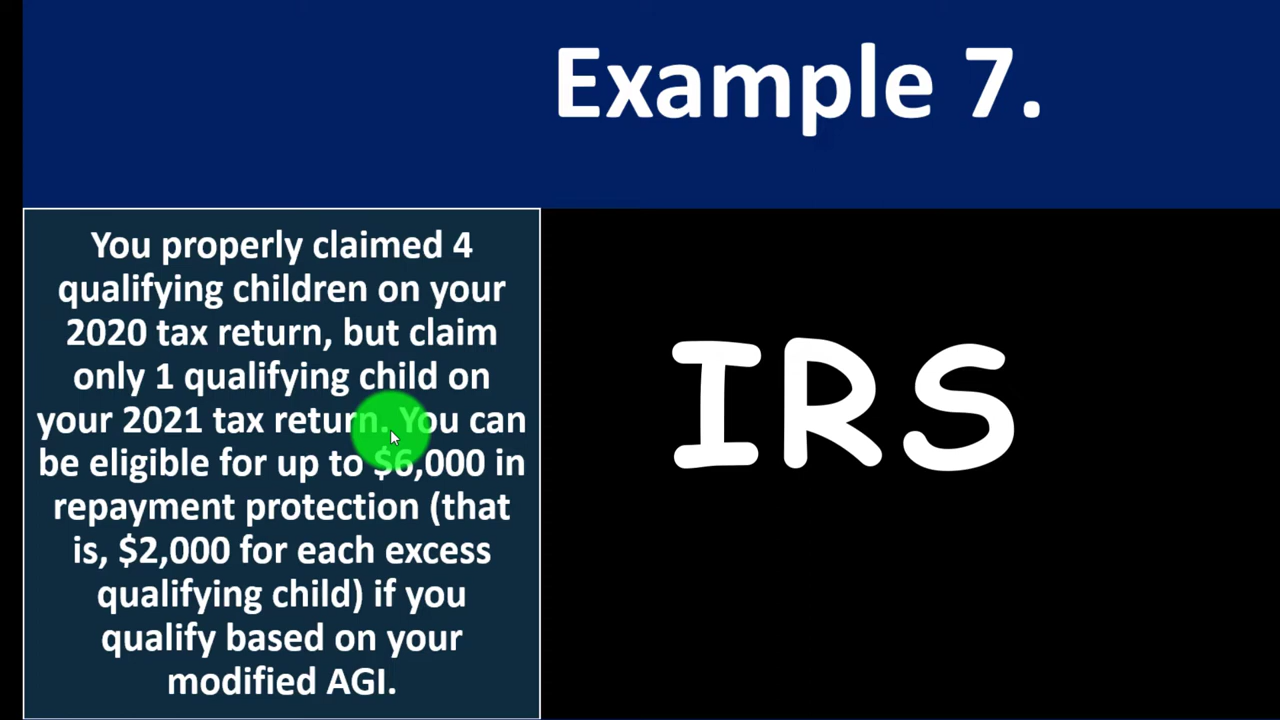 Example 7.
You properly claimed 4
qualifying children on your
2020 tax return, but claim
only 1 qualifying child on
your 2021 tax return. You can
be eligible for up to $6,000 in
repayment protection (that
is, $2,000 for each excess
qualifying child) if you
qualify based on your
modified AGI.
IRS